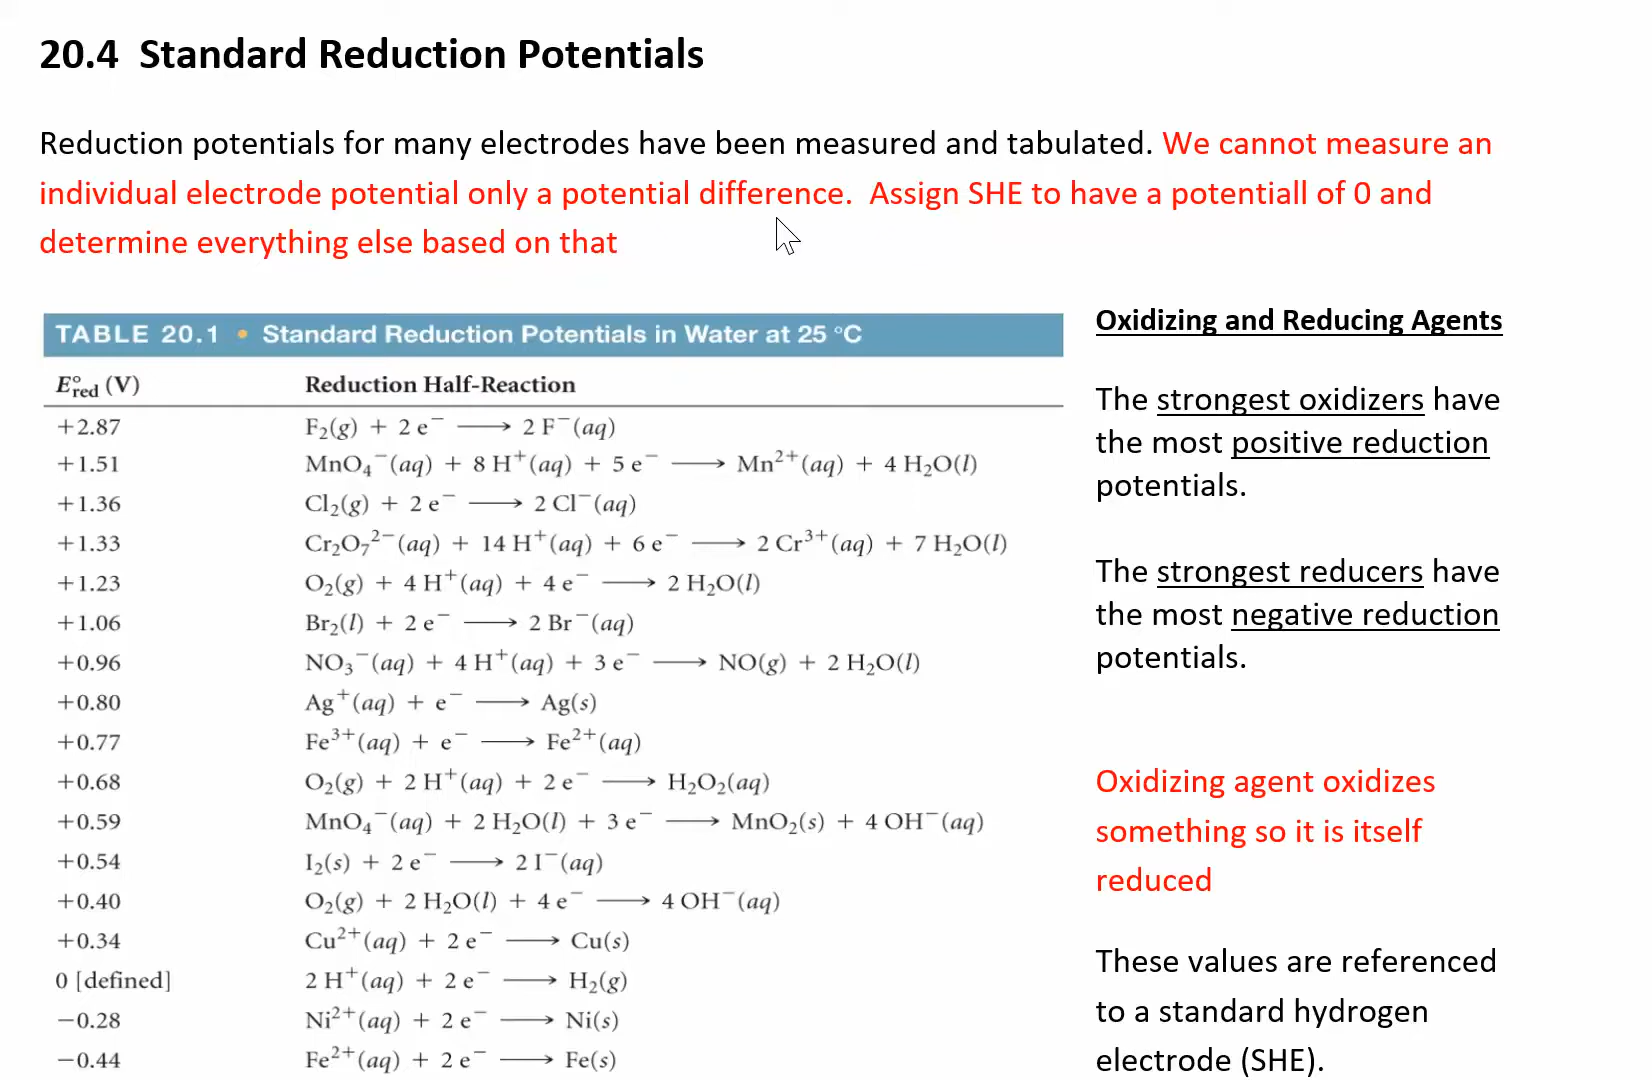 20.4 Standard Reduction Potentials
Reduction potentials for many electrodes have been measured and tabulated. We cannot measure an
individual electrode potential only a potential difference. Assign SHE to have a potentiall of 0 and
determine everything else based on that
TABLE 20.1 • Standard Reduction Potentials in Water at 25 °C
E°red (V) Reduction Half-Reaction
+2.87 F₂(g) + 2 e⁻ ⟶ 2 F⁻(aq)
+1.51 MnO₄⁻(aq) + 8 H⁺(aq) + 5 e⁻ ⟶ Mn²⁺(aq) + 4 H₂O(l)
+1.36 Cl₂(g) + 2 e⁻ ⟶ 2 Cl⁻(aq)
+1.33 Cr₂O₇²⁻(aq) + 14 H⁺(aq) + 6 e⁻ ⟶ 2 Cr³⁺(aq) + 7 H₂O(l)
+1.23 O₂(g) + 4 H⁺(aq) + 4 e⁻ ⟶ 2 H₂O(l)
+1.06 Br₂(l) + 2 e⁻ ⟶ 2 Br⁻(aq)
+0.96 NO₃⁻(aq) + 4 H⁺(aq) + 3 e⁻ ⟶ NO(g) + 2 H₂O(l)
+0.80 Ag⁺(aq) + e⁻ ⟶ Ag(s)
+0.77 Fe³⁺(aq) + e⁻ ⟶ Fe²⁺(aq)
+0.68 O₂(g) + 2 H⁺(aq) + 2 e⁻ ⟶ H₂O₂(aq)
+0.59 MnO₄⁻(aq) + 2 H₂O(l) + 3 e⁻ ⟶ MnO₂(s) + 4 OH⁻(aq)
+0.54 I₂(s) + 2 e⁻ ⟶ 2 I⁻(aq)
+0.40 O₂(g) + 2 H₂O(l) + 4 e⁻ ⟶ 4 OH⁻(aq)
+0.34 Cu²⁺(aq) + 2 e⁻ ⟶ Cu(s)
0 [defined] 2 H⁺(aq) + 2 e⁻ ⟶ H₂(g)
−0.28 Ni²⁺(aq) + 2 e⁻ ⟶ Ni(s)
−0.44 Fe²⁺(aq) + 2 e⁻ ⟶ Fe(s)
Oxidizing and Reducing Agents
The strongest oxidizers have
the most positive reduction
potentials.
The strongest reducers have
the most negative reduction
potentials.
Oxidizing agent oxidizes
something so it is itself
reduced
These values are referenced
to a standard hydrogen
electrode (SHE).